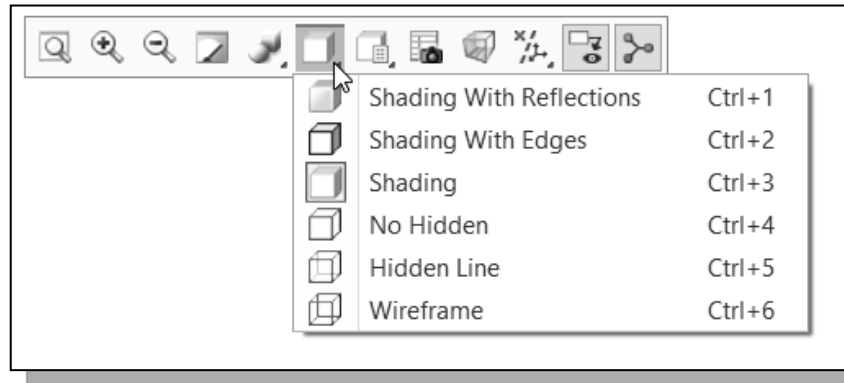 Shading With Reflections Ctrl+1
Shading With Edges Ctrl+2
Shading Ctrl+3
No Hidden Ctrl+4
Hidden Line Ctrl+5
Wireframe Ctrl+6